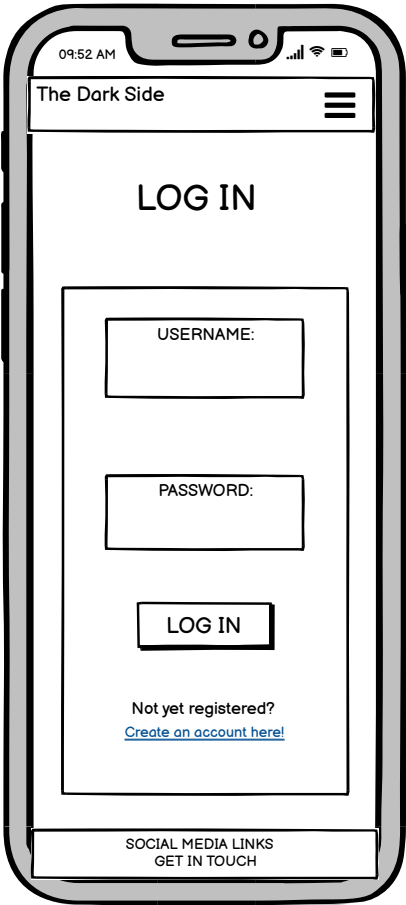 09:52 AM
The Dark Side
LOG IN
USERNAME:
PASSWORD:
LOG IN
Not yet registered?
Create an account here!
SOCIAL MEDIA LINKS
GET IN TOUCH